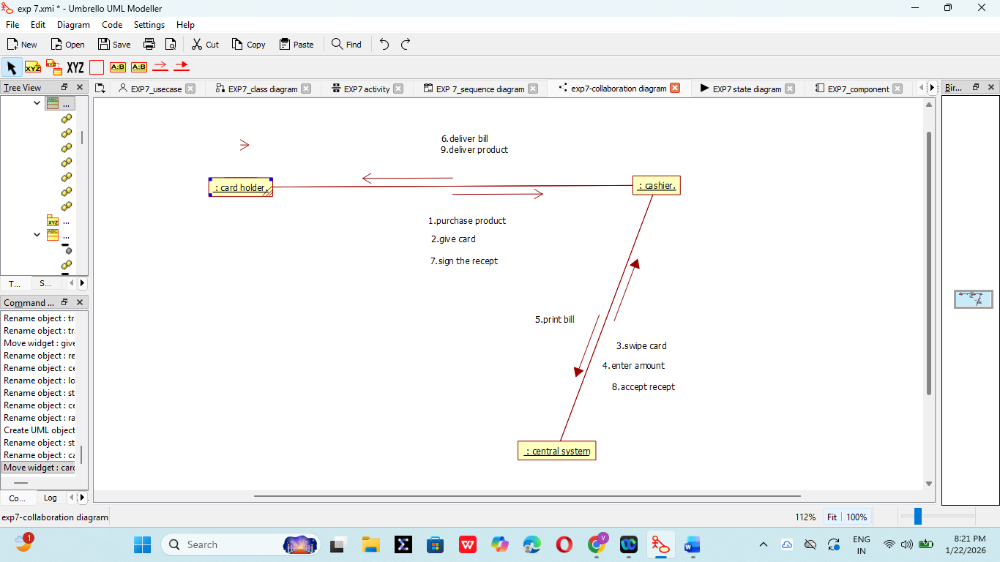 exp 7.xmi * - Umbrello UML Modeller
File Edit Diagram Code Settings Help
New Open Save Cut Copy Paste Find
XYZ XYZ XYZ A:B A:B
Tree View
EXP7_usecase
EXP7_class diagram
EXP7 activity
EXP 7_sequence diagram
exp7-collaboration diagram
EXP7 state diagram
EXP7_component
Bir...
ABC ...
XYZ ...
ABC ...
T... S...
Command ...
Rename object : tr
Rename object : tr
Move widget : give
Rename object : re
Rename object : ce
Rename object : lo
Rename object : st
Rename object : ce
Rename object : ra
Create UML object
Rename object : st
Rename object : ca
Move widget : card
Co... Log
6.deliver bill
9.deliver product
: card holder.
: cashier.
1.purchase product
2.give card
7.sign the recept
5.print bill
3.swipe card
4.enter amount
8.accept recept
: central system
exp7-collaboration diagram
112% Fit 100%
1
Search
V
ENG
IN
8:21 PM
1/22/2026